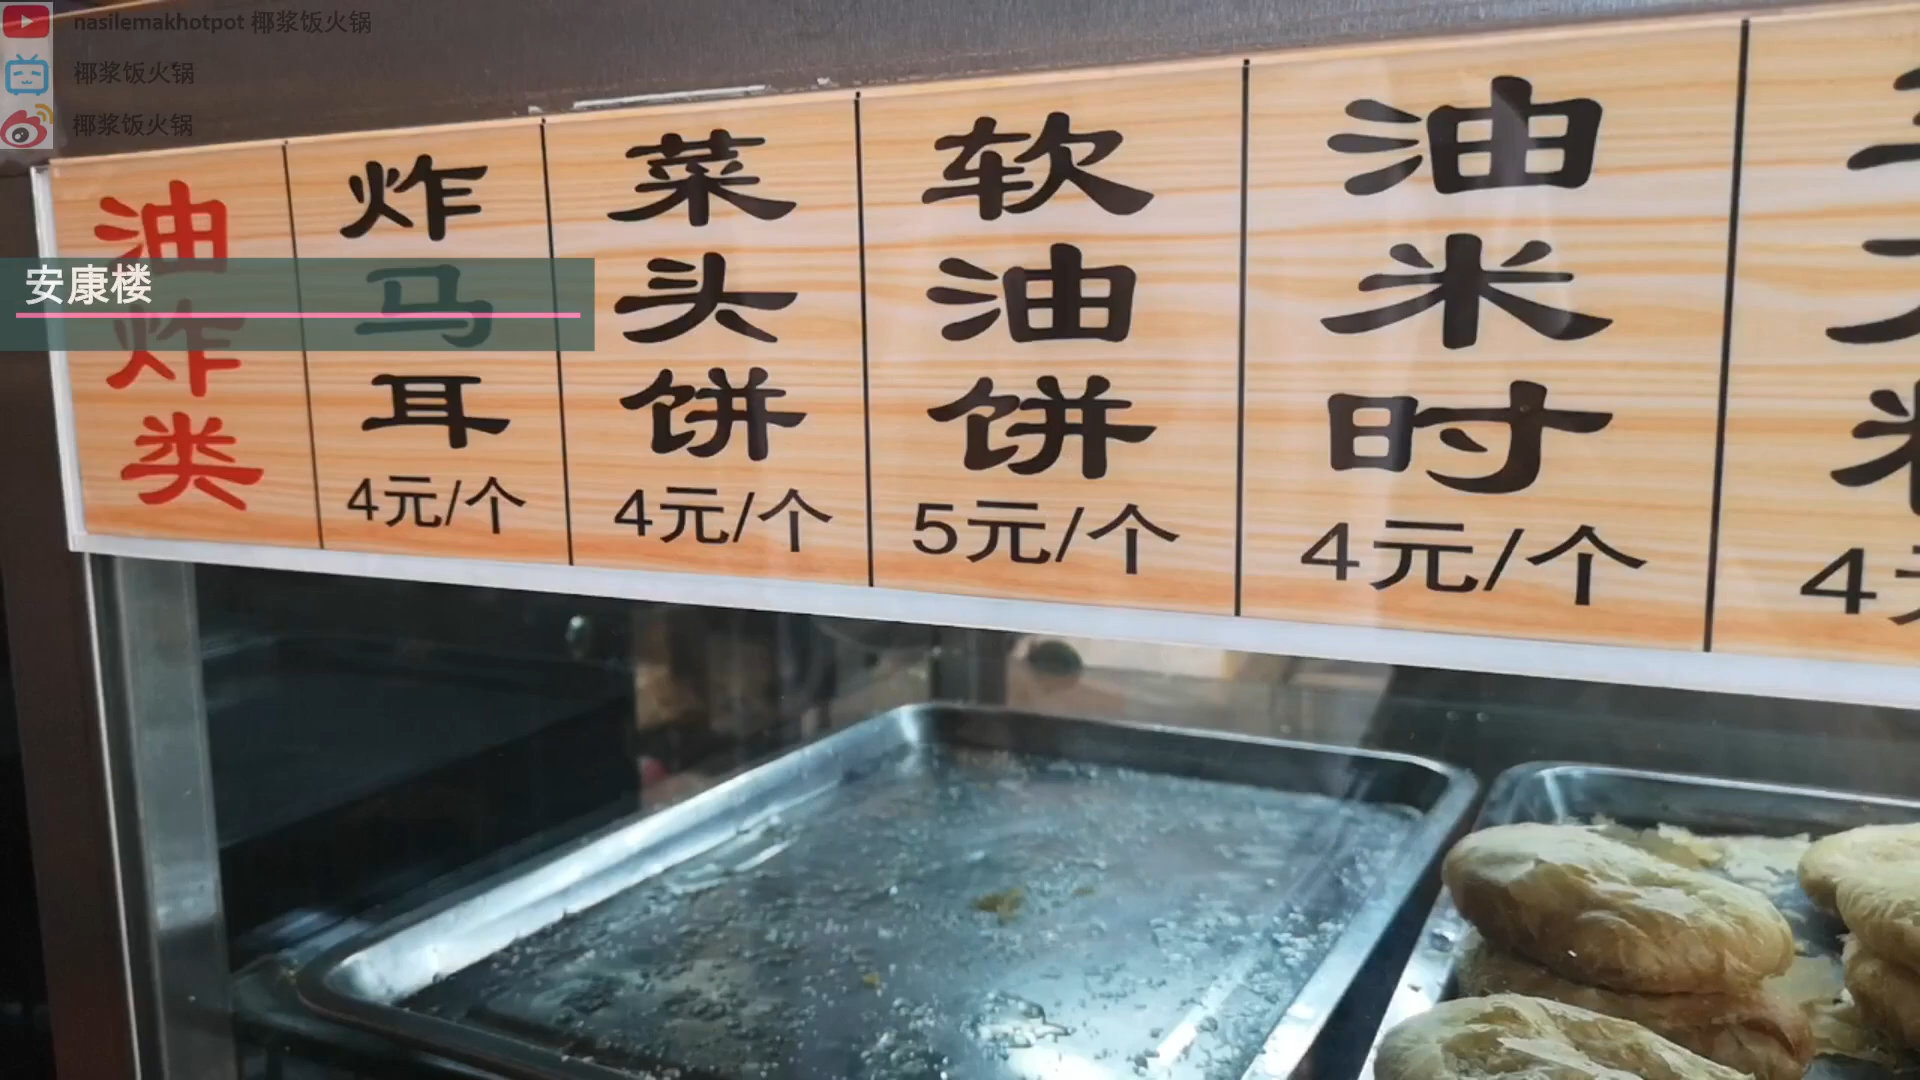 nasilemakhotpot 椰浆饭火锅
椰浆饭火锅
椰浆饭火锅
安康楼
油炸类
炸马耳
4元/个
菜头饼
4元/个
软油饼
5元/个
油米时
4元/个
4